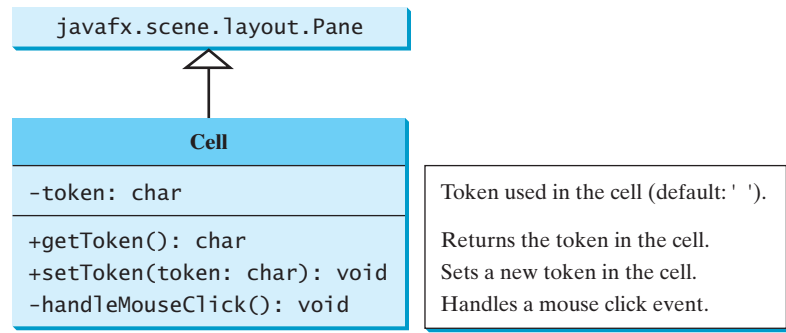 javafx.scene.layout.Pane
Cell
-token: char
Token used in the cell (default: ' ').
+getToken(): char
Returns the token in the cell.
+setToken(token: char): void
Sets a new token in the cell.
-handleMouseClick(): void
Handles a mouse click event.